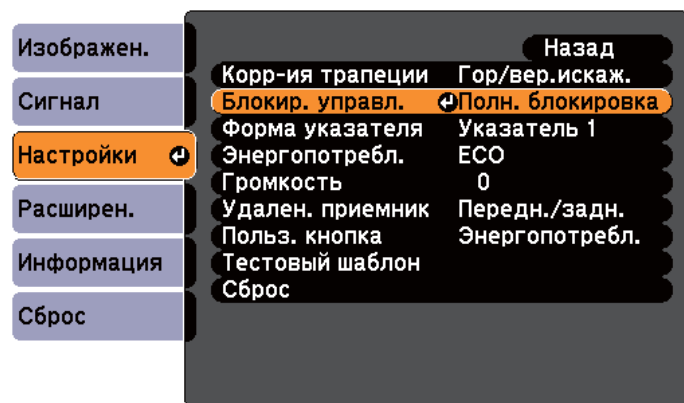 Изображен.
Сигнал
Настройки
Расширен.
Информация
Сброс
Назад
Корр-ия трапеции Гор/вер.искаж.
Блокир. управл. Полн. блокировка
Форма указателя Указатель 1
Энергопотребл. ECO
Громкость 0
Удален. приемник Передн./задн.
Польз. кнопка Энергопотребл.
Тестовый шаблон
Сброс